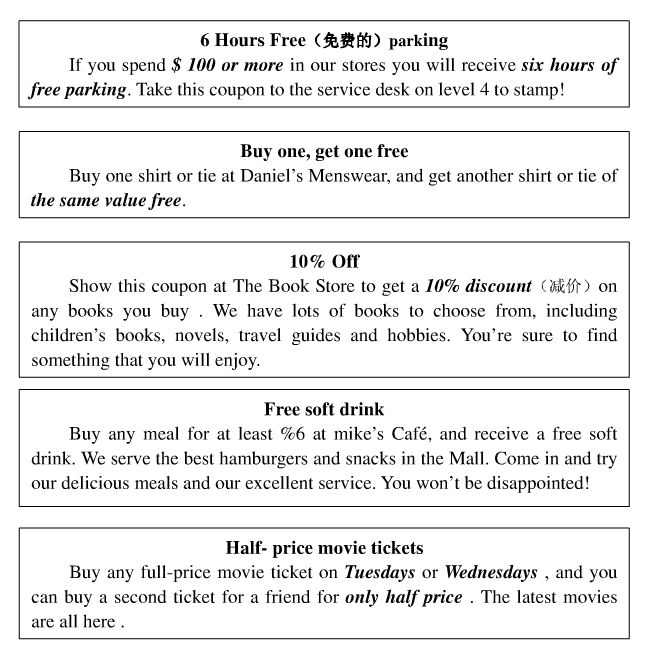 6 Hours Free（免费的）parking
If you spend $ 100 or more in our stores you will receive six hours of
free parking. Take this coupon to the service desk on level 4 to stamp!
Buy one, get one free
Buy one shirt or tie at Daniel's Menswear, and get another shirt or tie of
the same value free.
10% Off
Show this coupon at The Book Store to get a 10% discount（减价）on
any books you buy . We have lots of books to choose from, including
children's books, novels, travel guides and hobbies. You're sure to find
something that you will enjoy.
Free soft drink
Buy any meal for at least %6 at mike's Café, and receive a free soft
drink. We serve the best hamburgers and snacks in the Mall. Come in and try
our delicious meals and our excellent service. You won't be disappointed!
Half- price movie tickets
Buy any full-price movie ticket on Tuesdays or Wednesdays , and you
can buy a second ticket for a friend for only half price . The latest movies
are all here .